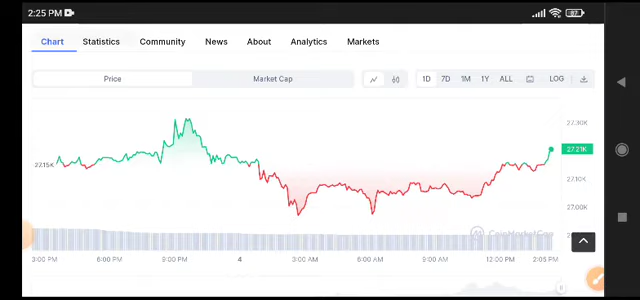 2:25 PM
87
Chart Statistics Community News About Analytics Markets
Price Market Cap 1D 7D 1M 1Y ALL LOG
27.30K
27.21K
27.15K
27.10K
27.00K
CoinMarketCap
3:00 PM 6:00 PM 9:00 PM 4 3:00 AM 6:00 AM 9:00 AM 12:00 PM 2:05 PM